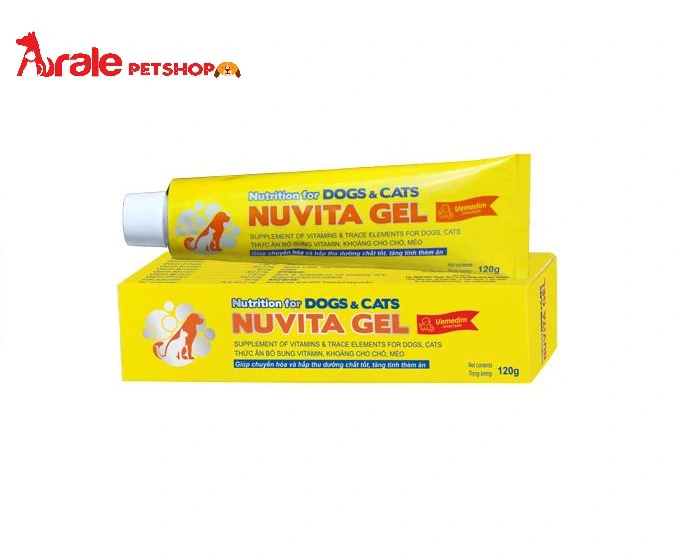 Aurale PETSHOP
Nutrition for DOGS & CATS
NUVITA GEL
Vemedim
SUPPLEMENT OF VITAMINS & TRACE ELEMENTS FOR DOGS, CATS
THỨC ĂN BỔ SUNG VITAMIN, KHOÁNG CHO CHÓ, MÈO
Giúp chuyển hóa và hấp thu dưỡng chất tốt, tăng tính thèm ăn
120g
Nutrition for DOGS & CATS
NUVITA GEL
Vemedim
SUPPLEMENT OF VITAMINS & TRACE ELEMENTS FOR DOGS, CATS
THỨC ĂN BỔ SUNG VITAMIN, KHOÁNG CHO CHÓ, MÈO
Giúp chuyển hóa và hấp thu dưỡng chất tốt, tăng tính thèm ăn
Net contents
Trọng lượng: 120g